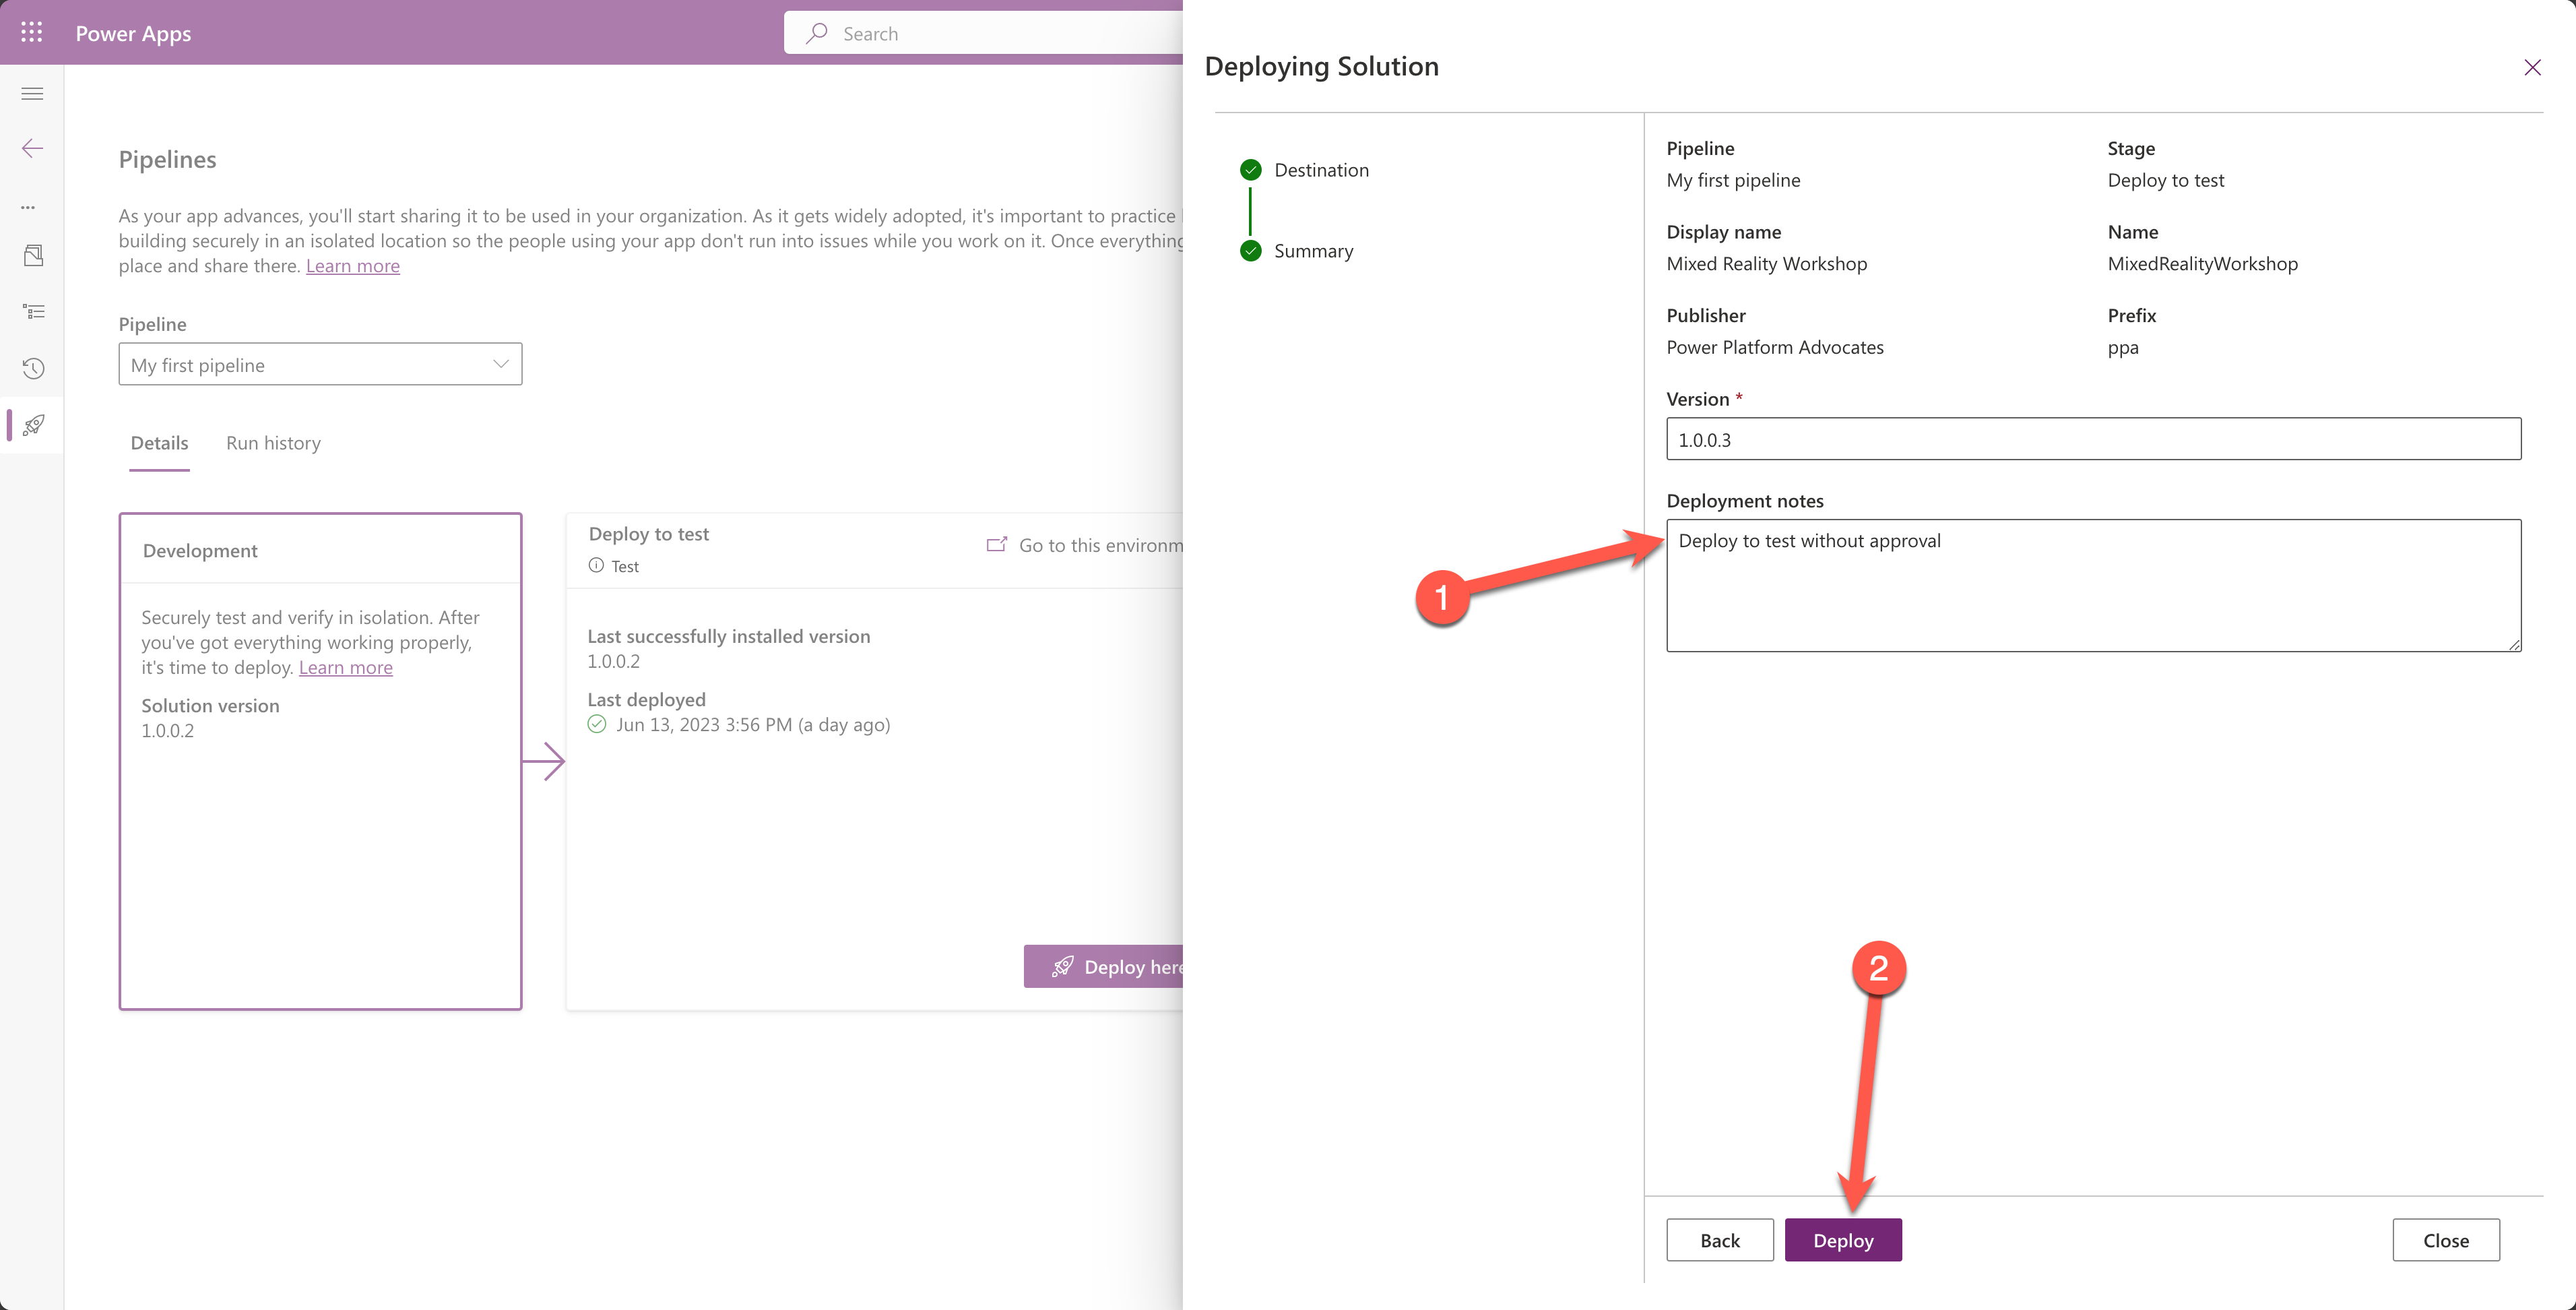 Power Apps
Search
Pipelines
As your app advances, you'll start sharing it to be used in your organization. As it gets widely adopted, it's important to practice
building securely in an isolated location so the people using your app don't run into issues while you work on it. Once everything
place and share there. Learn more
Pipeline
My first pipeline
Details
Run history
Development
Securely test and verify in isolation. After
you've got everything working properly,
it's time to deploy. Learn more
Solution version
1.0.0.2
Deploy to test
Test
Go to this environm
Last successfully installed version
1.0.0.2
Last deployed
Jun 13, 2023 3:56 PM (a day ago)
Deploy here
Deploying Solution
Destination
Summary
Pipeline
My first pipeline
Stage
Deploy to test
Display name
Mixed Reality Workshop
Name
MixedRealityWorkshop
Publisher
Power Platform Advocates
Prefix
ppa
Version *
1.0.0.3
Deployment notes
Deploy to test without approval
1
2
Back
Deploy
Close